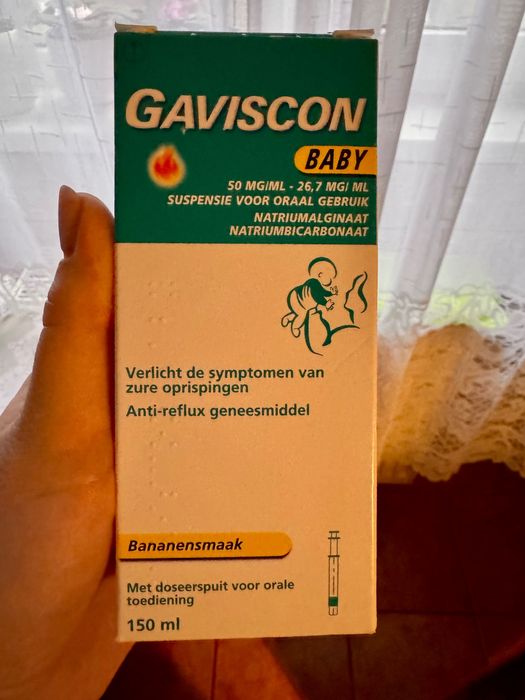 GAVISCON
BABY
50 MG/ML - 26,7 MG/ ML
SUSPENSIE VOOR ORAAL GEBRUIK
NATRIUMALGINAAT
NATRIUMBICARBONAAT
Verlicht de symptomen van
zure oprispingen
Anti-reflux geneesmiddel
Bananensmaak
Met doseerspuit voor orale
toediening
150 ml